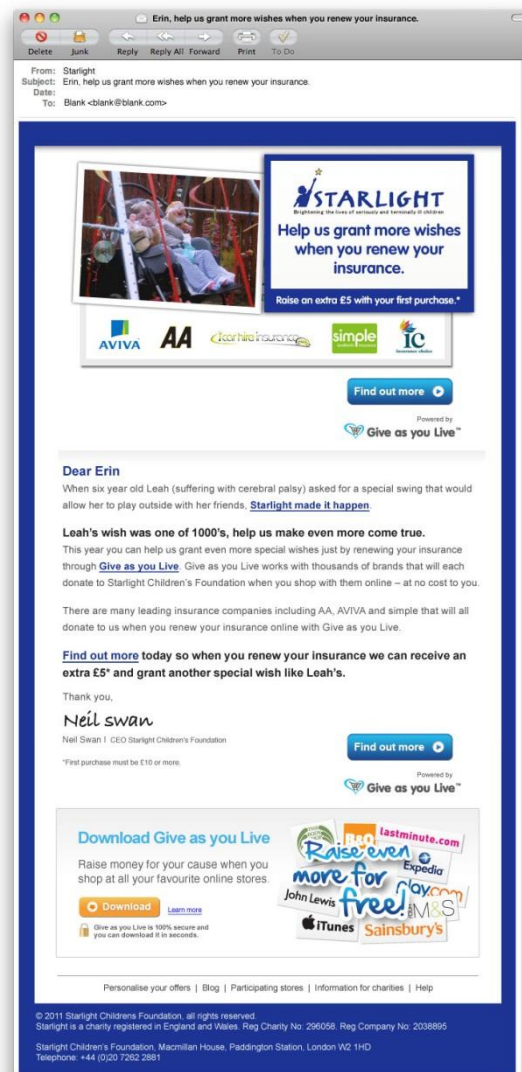 Erin, help us grant more wishes when you renew your insurance.
Delete Junk Reply Reply All Forward Print To Do
From: Starlight
Subject: Erin, help us grant more wishes when you renew your insurance.
Date:
To: Blank <blank@blank.com>
STARLIGHT
Brightening the lives of seriously and terminally ill children
Help us grant more wishes
when you renew your
insurance.
Raise an extra £5 with your first purchase.*
AVIVA AA icarhireinsurance simple ic
insurance choice
Find out more
Powered by
Give as you Live™
Dear Erin
When six year old Leah (suffering with cerebral palsy) asked for a special swing that would
allow her to play outside with her friends, Starlight made it happen.
Leah's wish was one of 1000's, help us make even more come true.
This year you can help us grant even more special wishes just by renewing your insurance
through Give as you Live. Give as you Live works with thousands of brands that will each
donate to Starlight Children's Foundation when you shop with them online – at no cost to you.
There are many leading insurance companies including AA, AVIVA and simple that will all
donate to us when you renew your insurance online with Give as you Live.
Find out more today so when you renew your insurance we can receive an
extra £5* and grant another special wish like Leah's.
Thank you,
Neil swan
Neil Swan | CEO Starlight Children's Foundation
*First purchase must be £10 or more.
Find out more
Powered by
Give as you Live™
Download Give as you Live
Raise money for your cause when you
shop at all your favourite online stores.
Download Learn more
Give as you Live is 100% secure and
you can download it in seconds.
B&Q lastminute.com
Raise even
more for
free!
Expedia
play.com
John Lewis
M&S
iTunes Sainsbury's
Personalise your offers | Blog | Participating stores | Information for charities | Help
© 2011 Starlight Childrens Foundation, all rights reserved.
Starlight is a charity registered in England and Wales. Reg Charity No: 296058. Reg Company No: 2038895
Starlight Children's Foundation, Macmillan House, Paddington Station, London W2 1HD
Telephone: +44 (0)20 7262 2881